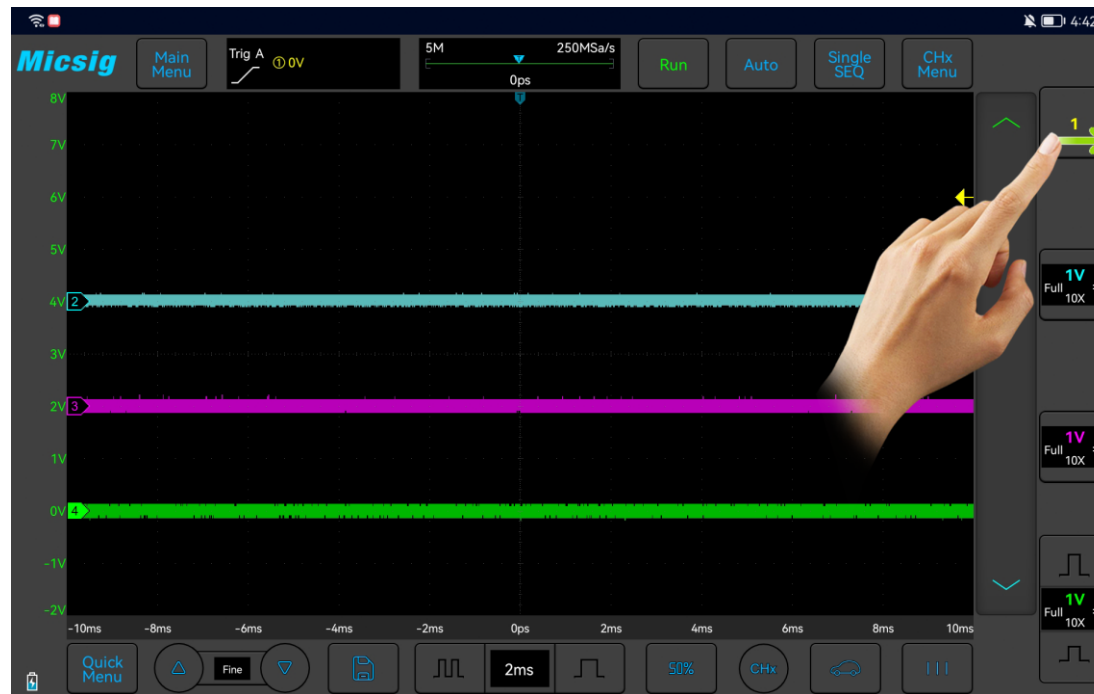 4:42
Micsig
Main
Menu
Trig A
① 0V
5M
250MSa/s
0ps
Run
Auto
Single
SEQ
CHx
Menu
8V
7V
6V
5V
4V
3V
2V
1V
0V
-1V
-2V
T
2
3
4
1
1V
Full
10X
1V
Full
10X
1V
Full
10X
-10ms
-8ms
-6ms
-4ms
-2ms
0ps
2ms
4ms
6ms
8ms
10ms
Quick
Menu
Fine
2ms
50%
CHx